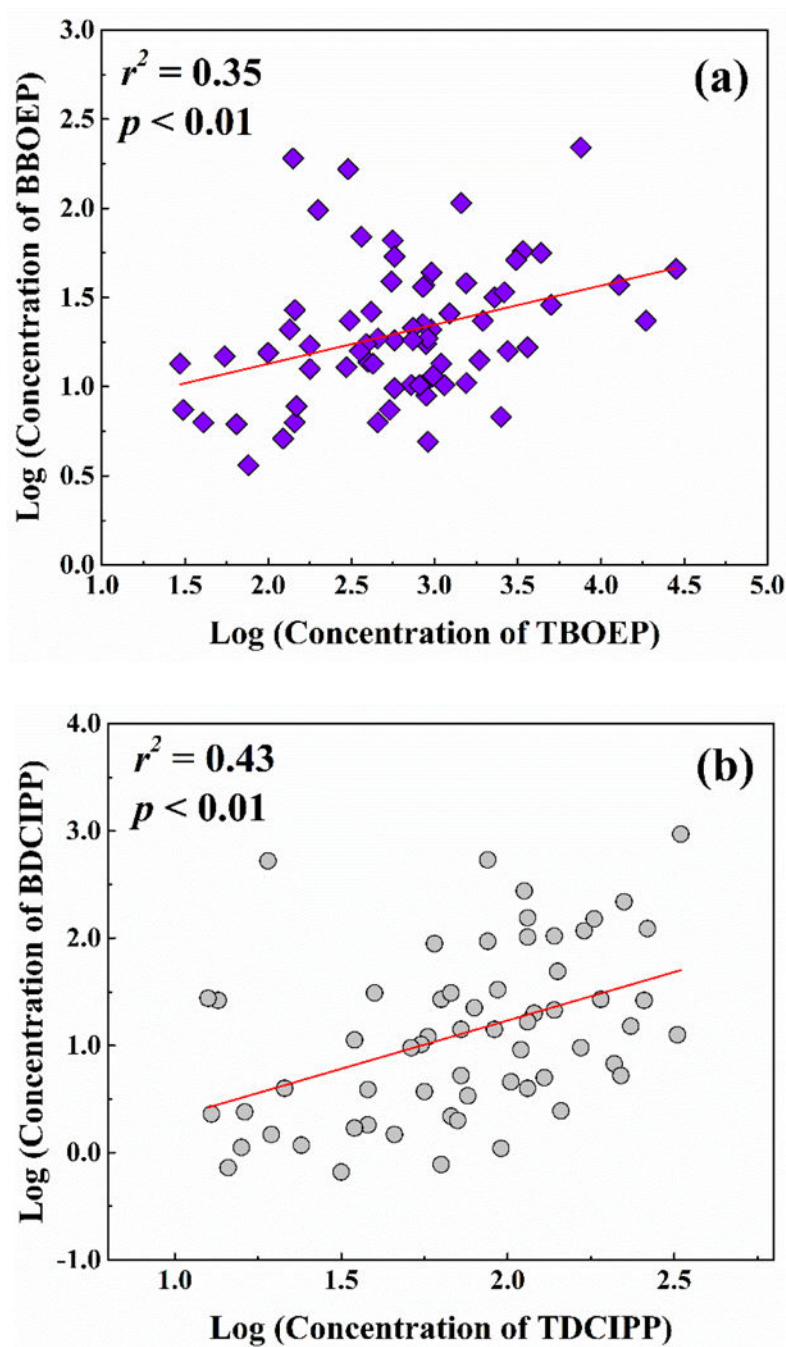 3.0
r² = 0.35
(a)
p < 0.01
2.5
2.0
1.5
1.0
0.5
0.0
Log (Concentration of BBOEP)
1.0 1.5 2.0 2.5 3.0 3.5 4.0 4.5 5.0
Log (Concentration of TBOEP)
4.0
r² = 0.43
(b)
p < 0.01
3.0
2.0
1.0
0.0
-1.0
Log (Concentration of BDCIPP)
1.0 1.5 2.0 2.5
Log (Concentration of TDCIPP)